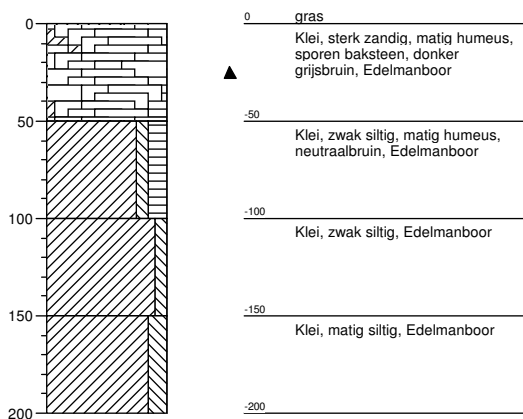 0
0
gras
Klei, sterk zandig, matig humeus,
sporen baksteen, donker
grijsbruin, Edelmanboor
50
-50
Klei, zwak siltig, matig humeus,
neutraalbruin, Edelmanboor
100
-100
Klei, zwak siltig, Edelmanboor
150
-150
Klei, matig siltig, Edelmanboor
200
-200